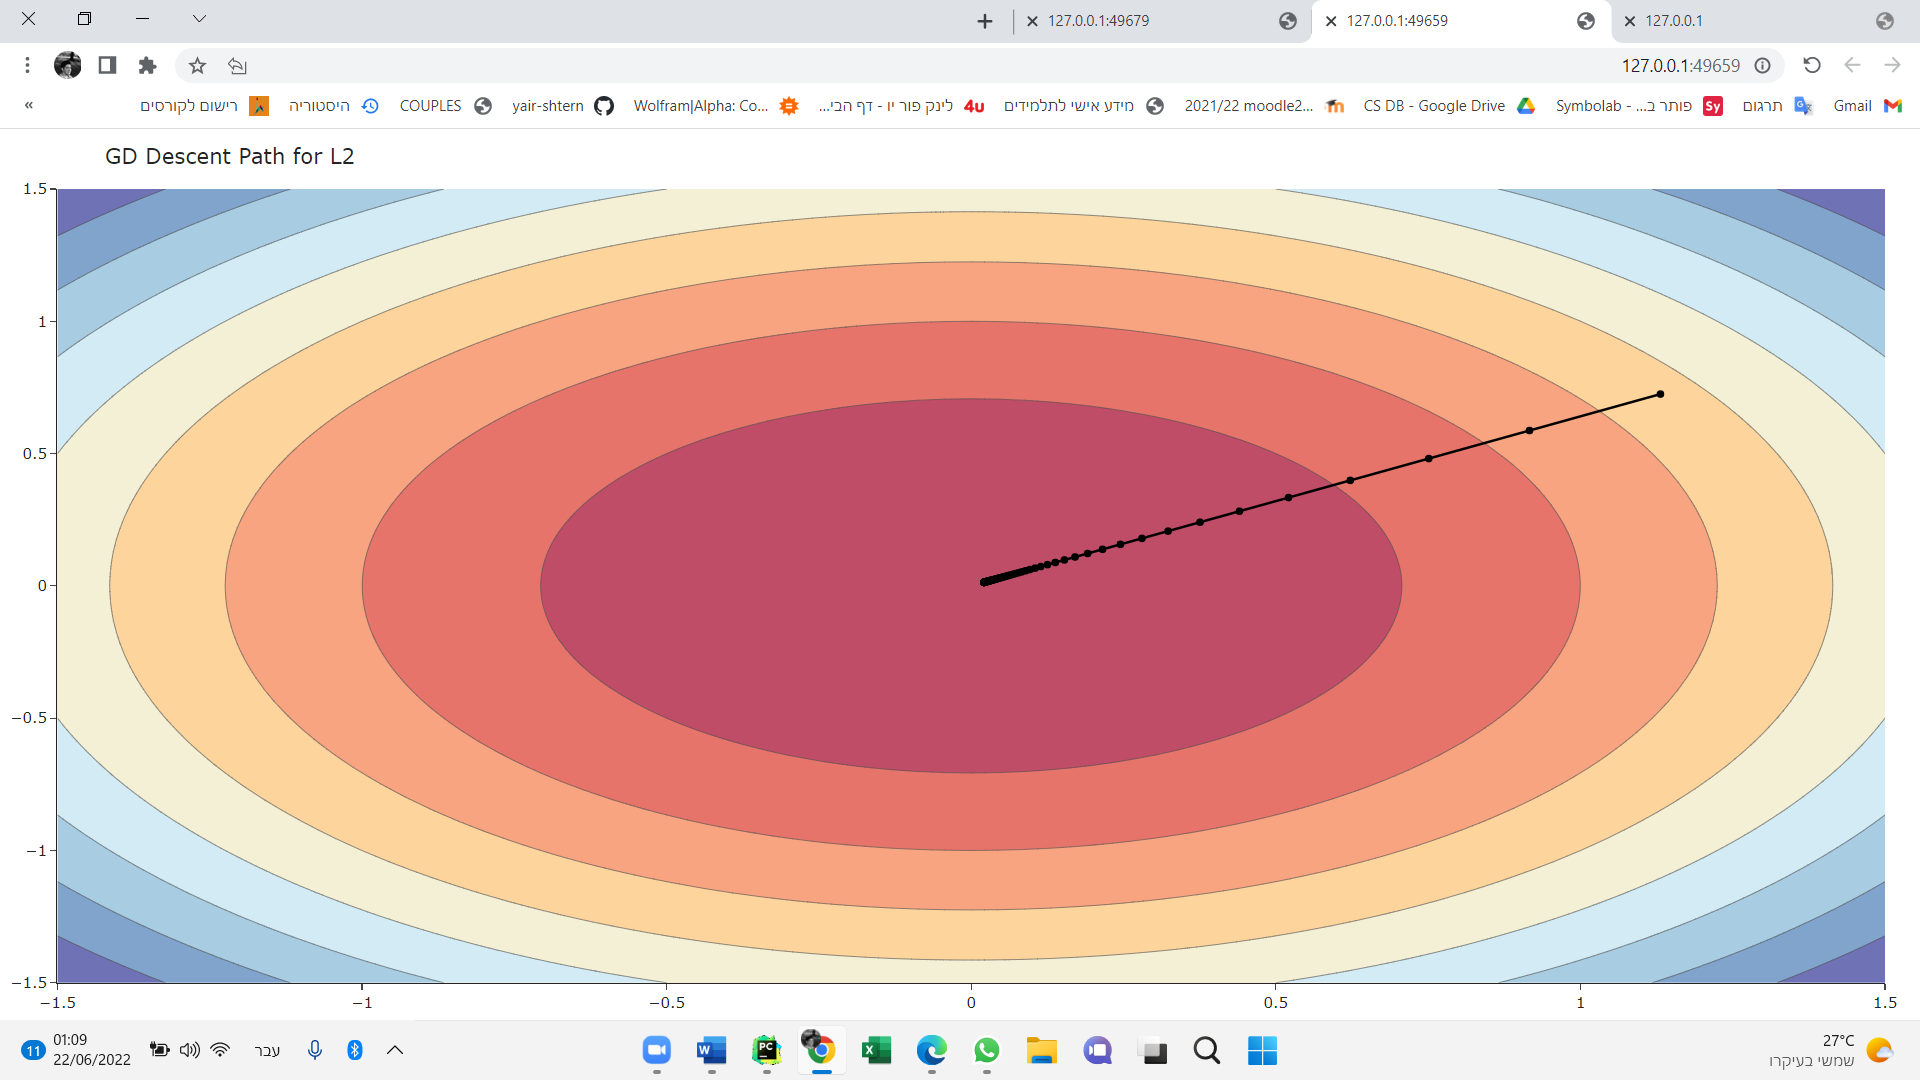 127.0.0.1:49679
127.0.0.1:49659
127.0.0.1
127.0.0.1:49659
«
רישום לקורסים
היסטוריה
COUPLES
yair-shtern
Wolfram|Alpha: Co...
לינק פור יו - דף הבי...
4u
מידע אישי לתלמידים
2021/22 moodle2...
CS DB - Google Drive
Symbolab - פותר ב...
Sy
תרגום
Gmail
GD Descent Path for L2
1.5
1
0.5
0
−0.5
−1
−1.5
−1.5
−1
−0.5
0
0.5
1
1.5
11
01:09
22/06/2022
עבר
W
PC
X
27°C
שמשי בעיקרו